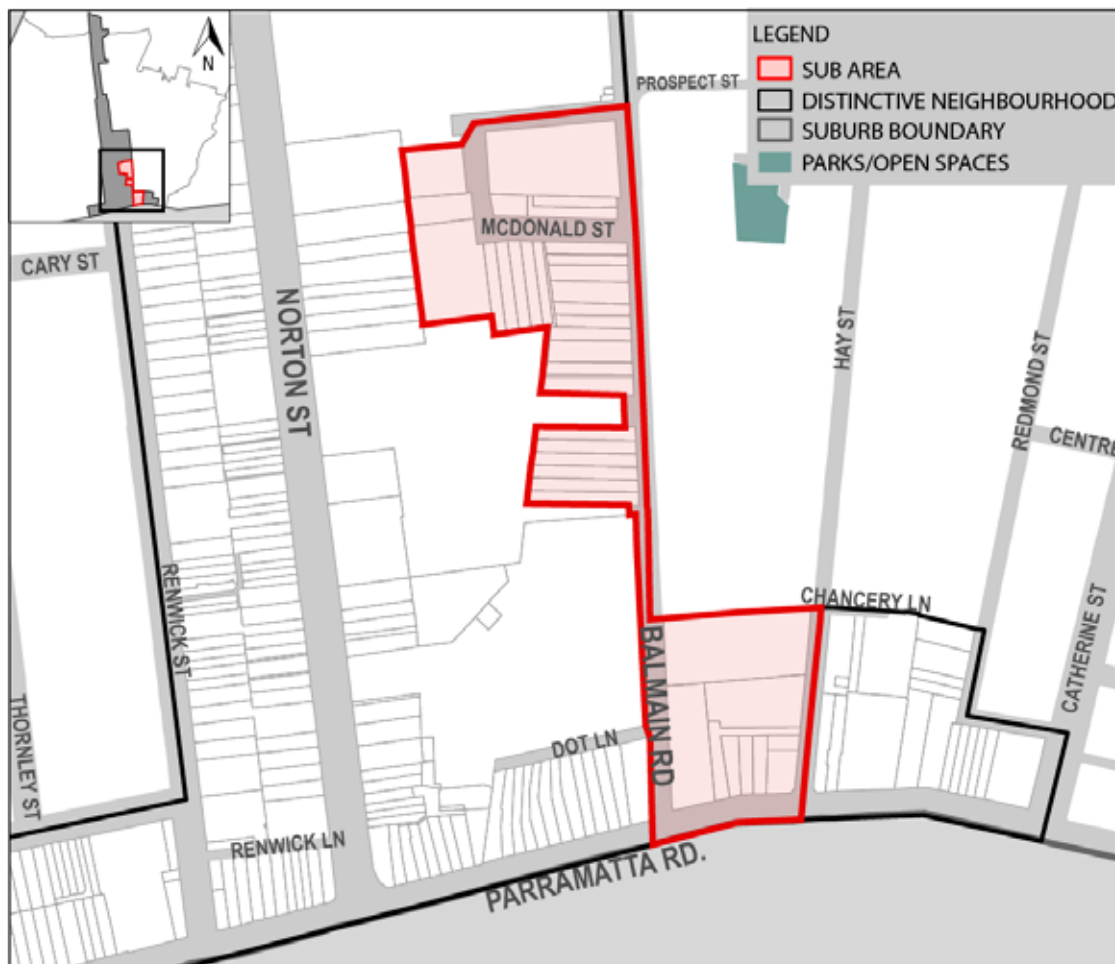 N
LEGEND
SUB AREA
DISTINCTIVE NEIGHBOURHOOD
SUBURB BOUNDARY
PARKS/OPEN SPACES
PROSPECT ST
MCDONALD ST
CARY ST
NORTON ST
HAY ST
REDMOND ST
CENTRE
RENWICK ST
CHANCERY LN
CATHERINE ST
BALMAIN RD
THORNLEY ST
DOT LN
RENWICK LN
PARRAMATTA RD.